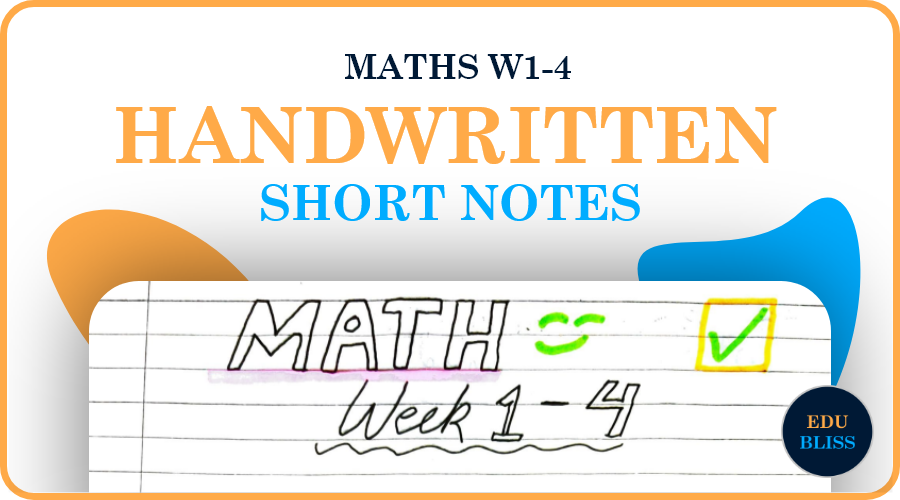 MATHS W1-4
HANDWRITTEN
SHORT NOTES
MATH
Week 1-4
EDU
BLISS